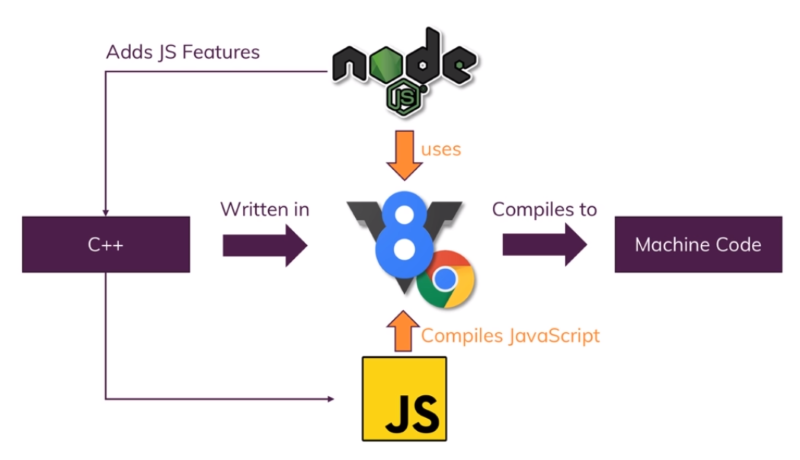 Adds JS Features
node
JS
uses
Written in
Compiles to
C++
V8
Machine Code
Compiles JavaScript
JS